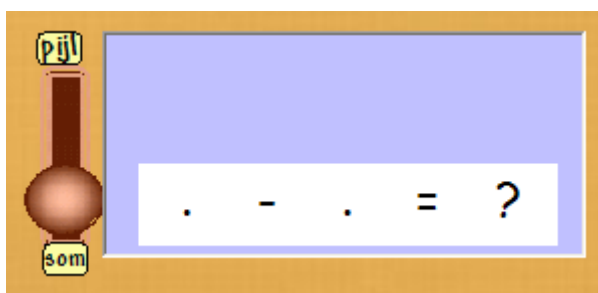 pijl
. - . = ?
som